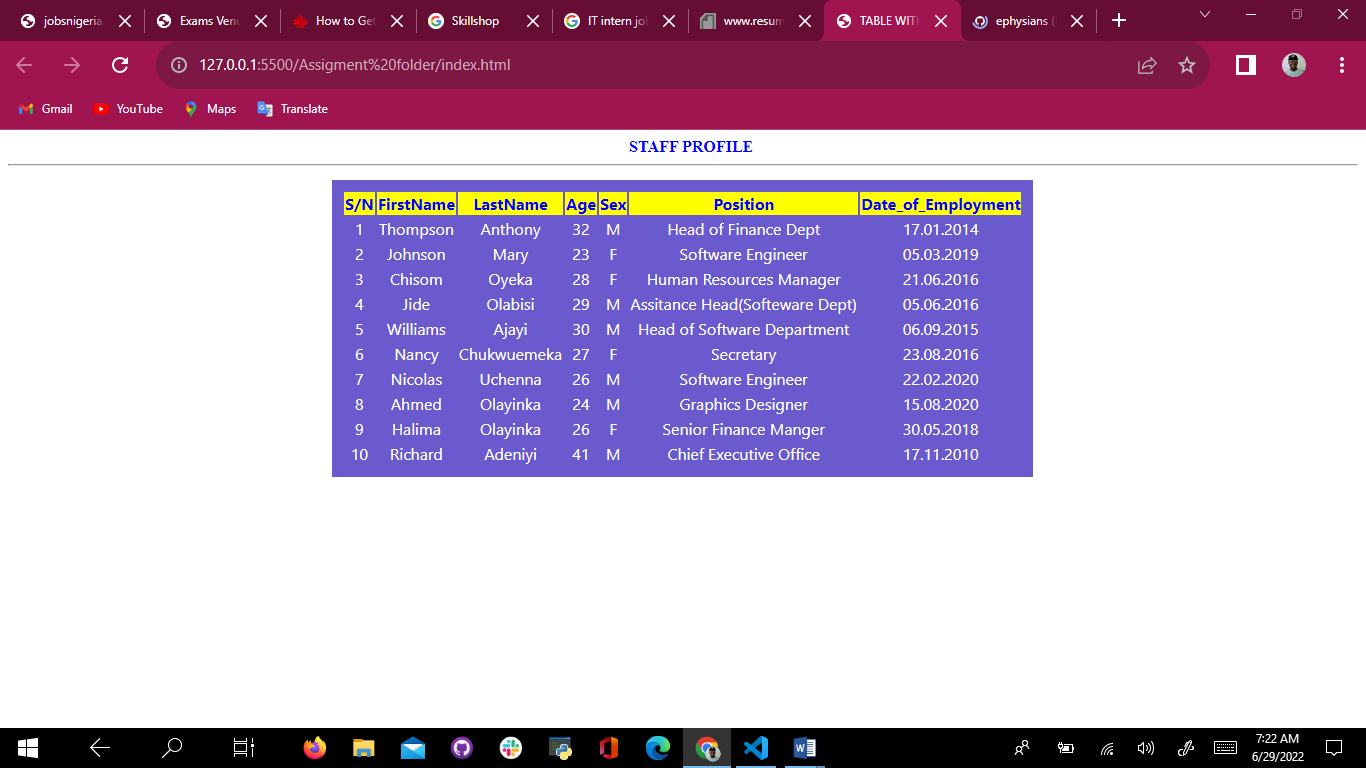 jobsnigeria
Exams Ven
How to Get
Skillshop
IT intern jo
www.resum
TABLE WIT
ephysians (
127.0.0.1:5500/Assigment%20folder/index.html
Gmail YouTube Maps Translate
STAFF PROFILE
S/N FirstName LastName Age Sex Position Date_of_Employment
1 Thompson Anthony 32 M Head of Finance Dept 17.01.2014
2 Johnson Mary 23 F Software Engineer 05.03.2019
3 Chisom Oyeka 28 F Human Resources Manager 21.06.2016
4 Jide Olabisi 29 M Assitance Head(Softeware Dept) 05.06.2016
5 Williams Ajayi 30 M Head of Software Department 06.09.2015
6 Nancy Chukwuemeka 27 F Secretary 23.08.2016
7 Nicolas Uchenna 26 M Software Engineer 22.02.2020
8 Ahmed Olayinka 24 M Graphics Designer 15.08.2020
9 Halima Olayinka 26 F Senior Finance Manger 30.05.2018
10 Richard Adeniyi 41 M Chief Executive Office 17.11.2010
7:22 AM
6/29/2022